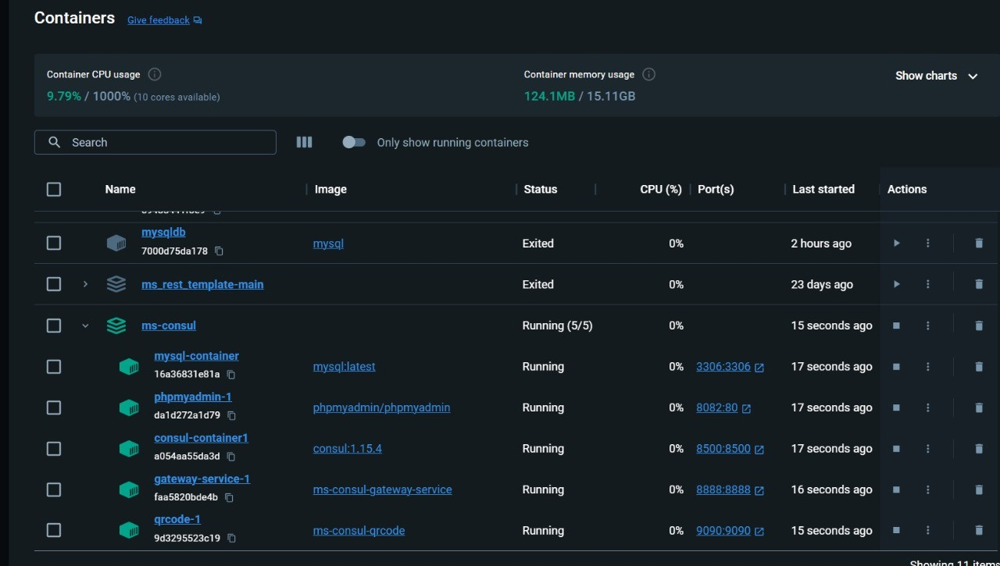 Containers Give feedback
Container CPU usage
9.79% / 1000% (10 cores available)
Container memory usage
124.1MB / 15.11GB
Show charts
Search
Only show running containers
Name Image Status CPU (%) Port(s) Last started Actions
mysqldb
7000d75da178
mysql Exited 0% 2 hours ago
ms_rest_template-main Exited 0% 23 days ago
ms-consul Running (5/5) 0% 15 seconds ago
mysql-container
16a36831e81a
mysql:latest Running 0% 3306:3306 17 seconds ago
phpmyadmin-1
da1d272a1d79
phpmyadmin/phpmyadmin Running 0% 8082:80 17 seconds ago
consul-container1
a054aa55da3d
consul:1.15.4 Running 0% 8500:8500 17 seconds ago
gateway-service-1
faa5820bde4b
ms-consul-gateway-service Running 0% 8888:8888 16 seconds ago
qrcode-1
9d3295523c19
ms-consul-qrcode Running 0% 9090:9090 15 seconds ago
Showing 11 items